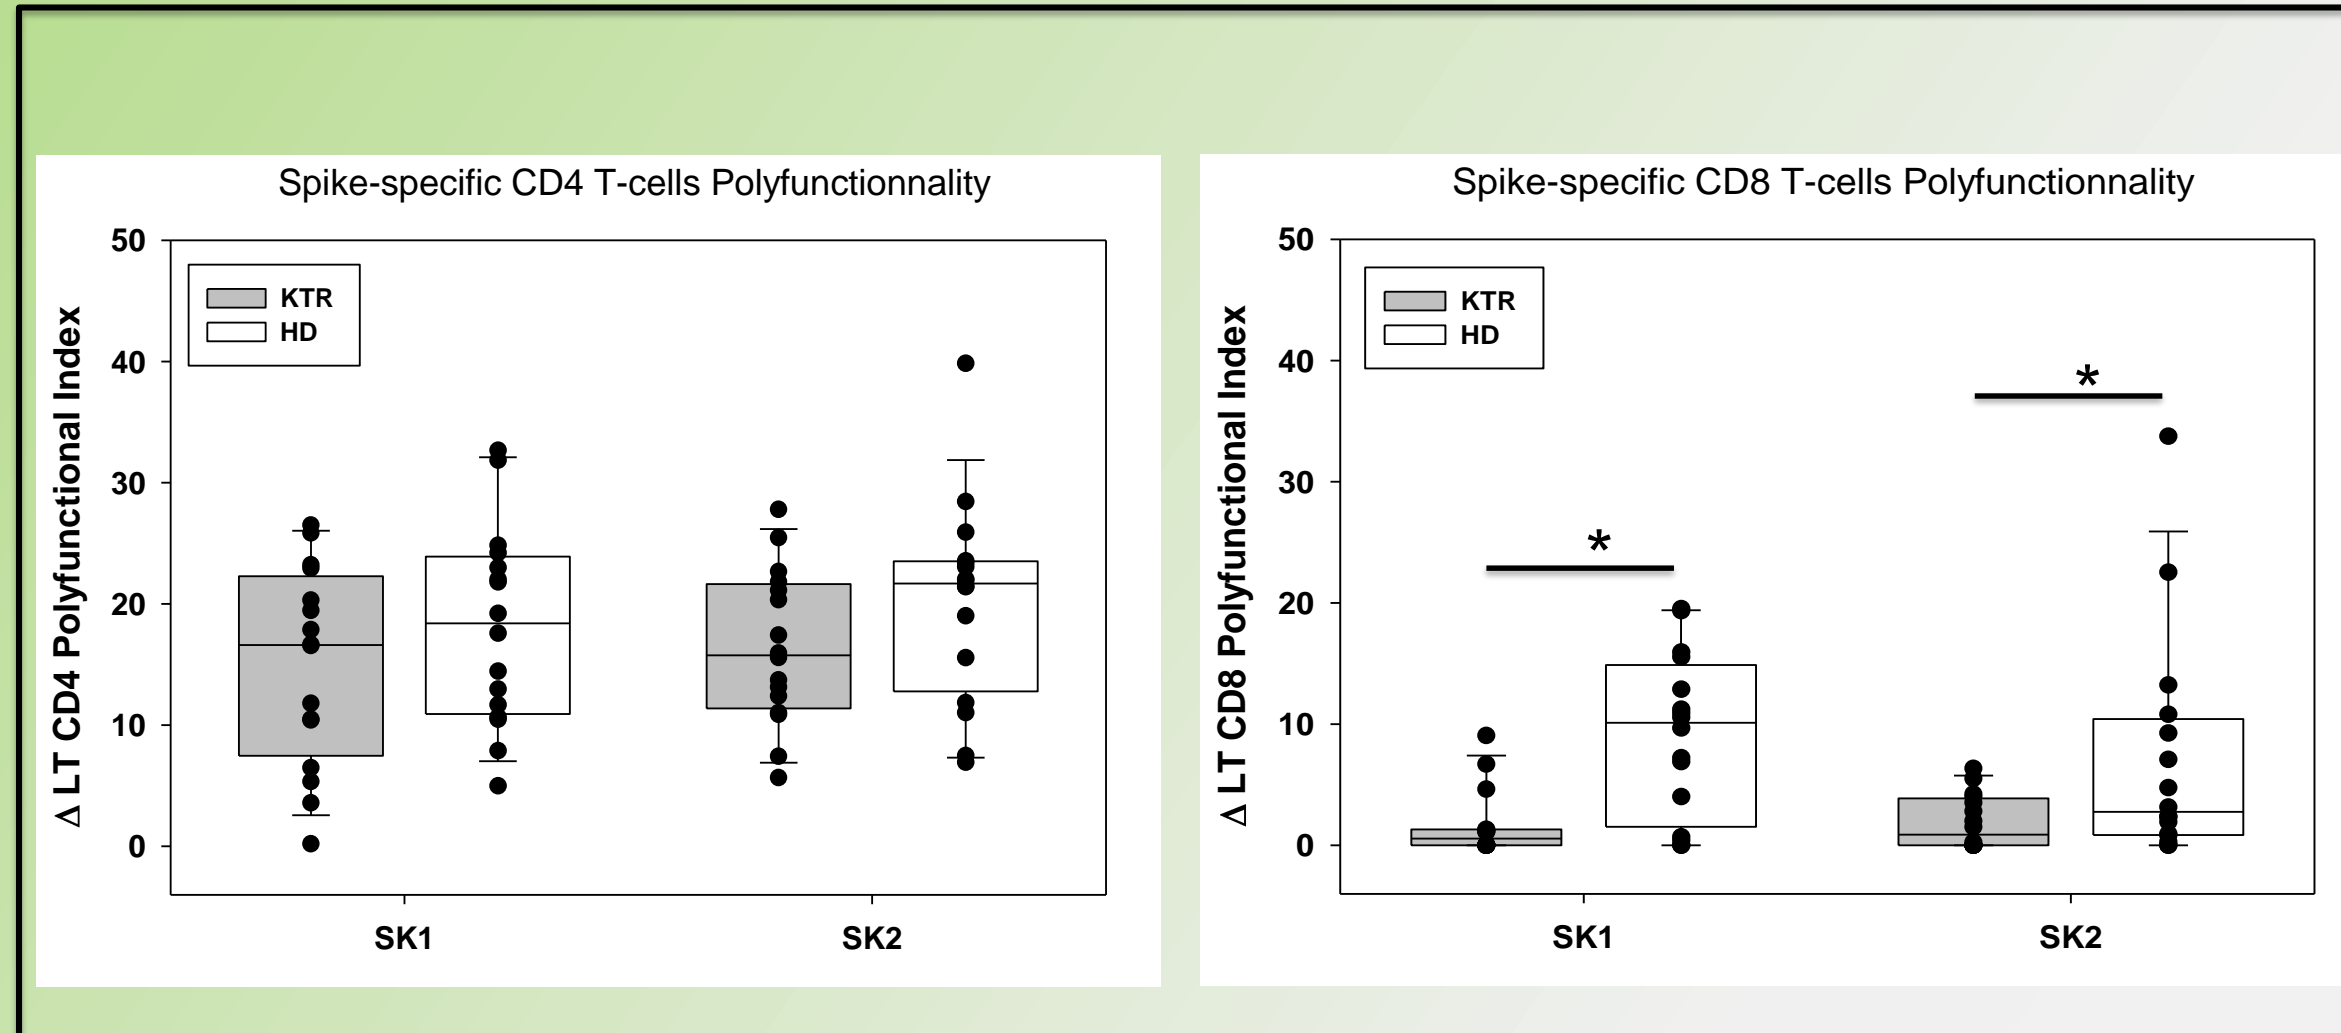 Spike-specific CD4 T-cells Polyfunctionnality
50
40
30
20
10
0
Δ LT CD4 Polyfunctional Index
KTR
HD
SK1
SK2
Spike-specific CD8 T-cells Polyfunctionnality
50
40
30
20
10
0
Δ LT CD8 Polyfunctional Index
KTR
HD
*
*
SK1
SK2